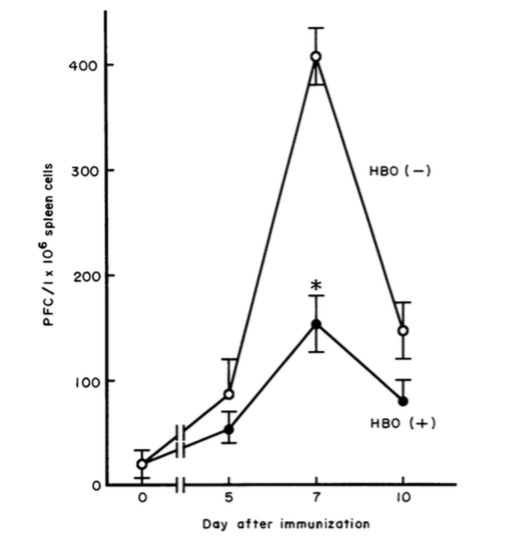 400
300
200
100
0
PFC/1 x 10⁶ spleen cells
HBO (−)
*
HBO (+)
0 5 7 10
Day after immunization